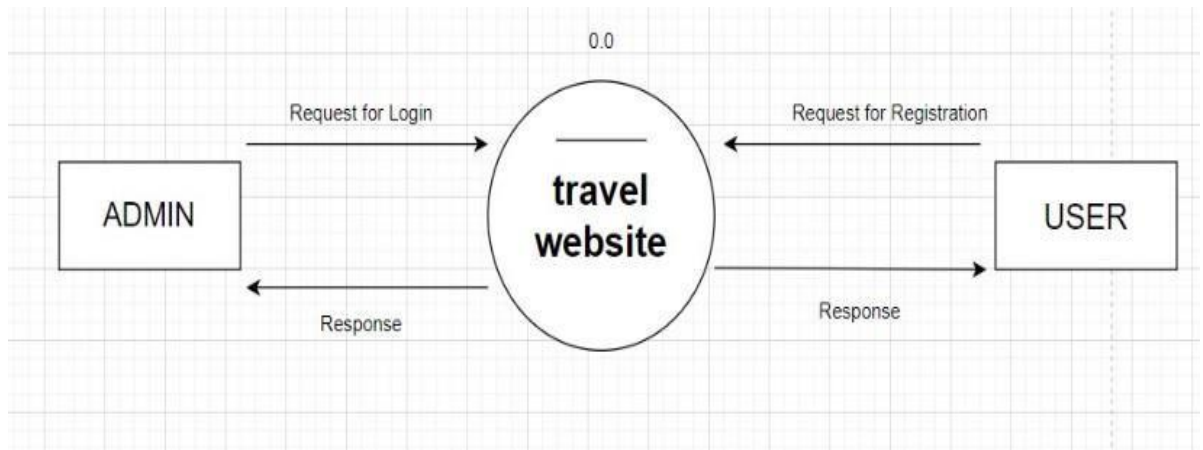 0.0
Request for Login
Request for Registration
ADMIN
travel
website
USER
Response
Response